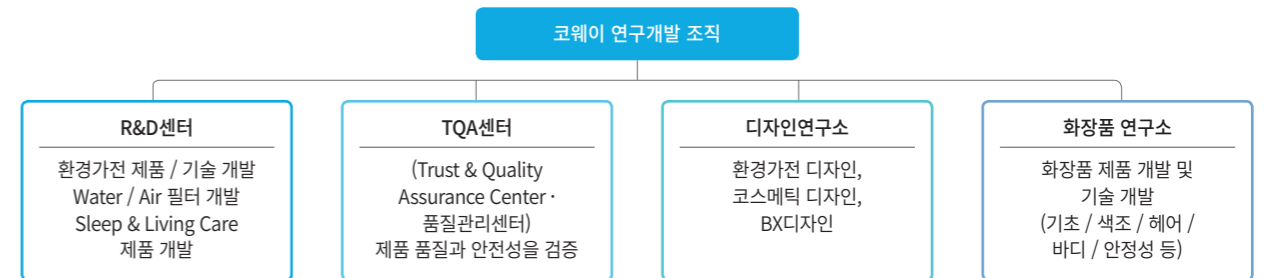 코웨이 연구개발 조직
R&D센터
환경가전 제품 / 기술 개발
Water / Air 필터 개발
Sleep & Living Care
제품 개발
TQA센터
(Trust & Quality
Assurance Center ·
품질관리센터)
제품 품질과 안전성을 검증
디자인연구소
환경가전 디자인,
코스메틱 디자인,
BX디자인
화장품 연구소
화장품 제품 개발 및
기술 개발
(기초 / 색조 / 헤어 /
바디 / 안정성 등)